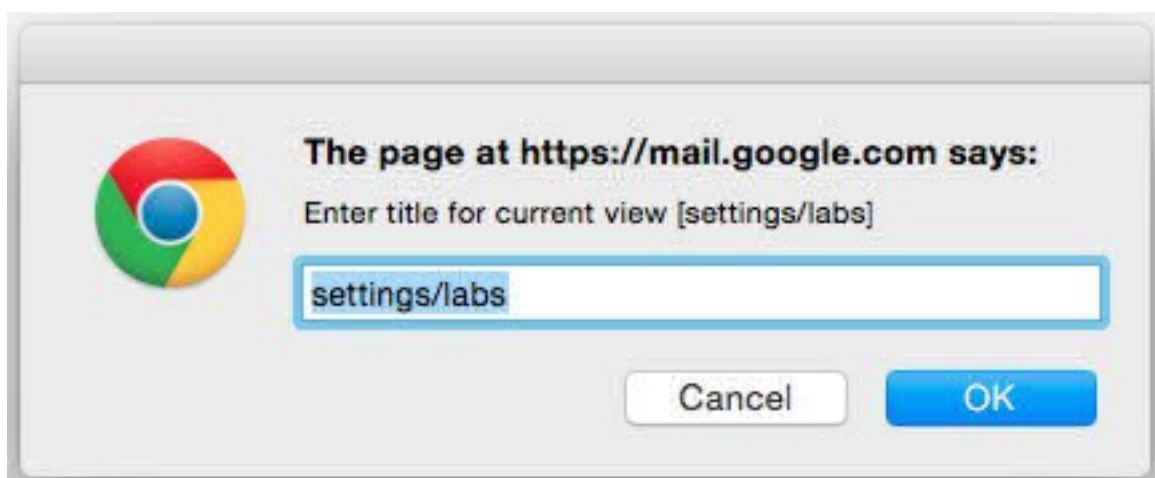 The page at https://mail.google.com says:
Enter title for current view [settings/labs]
settings/labs
Cancel
OK